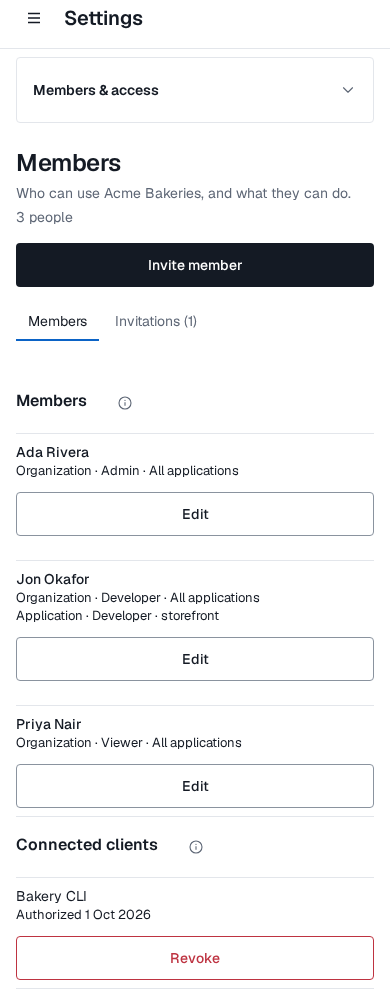 Settings
Members & access
Members
Who can use Acme Bakeries, and what they can do.
3 people
Invite member
Members
Invitations (1)
Members
Ada Rivera
Organization · Admin · All applications
Edit
Jon Okafor
Organization · Developer · All applications
Application · Developer · storefront
Edit
Priya Nair
Organization · Viewer · All applications
Edit
Connected clients
Bakery CLI
Authorized 1 Oct 2026
Revoke